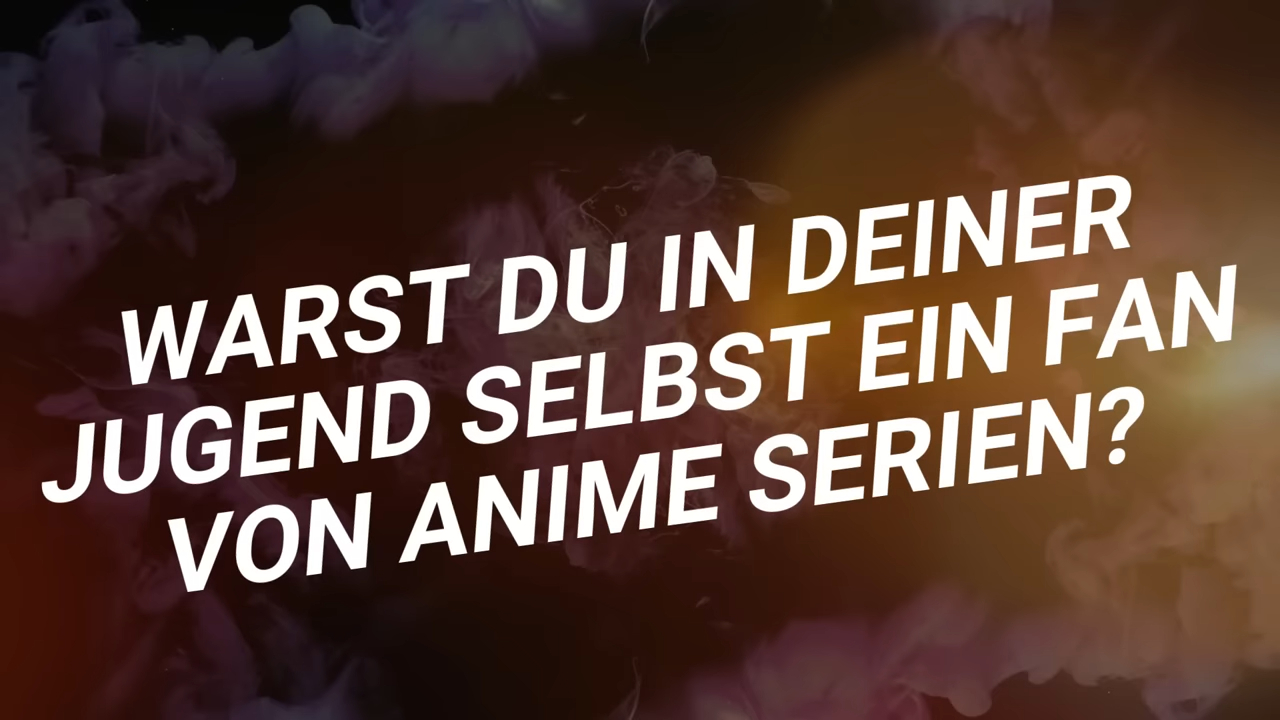 WARST DU IN DEINER
JUGEND SELBST EIN FAN
VON ANIME SERIEN?